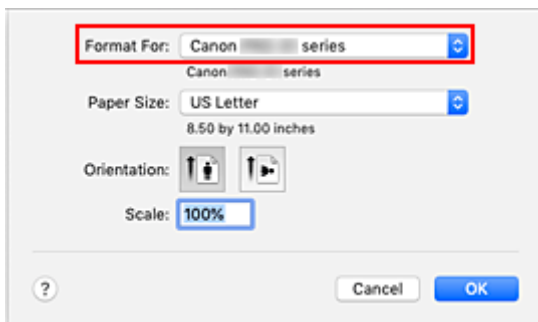 Format For: Canon series
Canon series
Paper Size: US Letter
8.50 by 11.00 inches
Orientation:
Scale: 100%
? Cancel OK